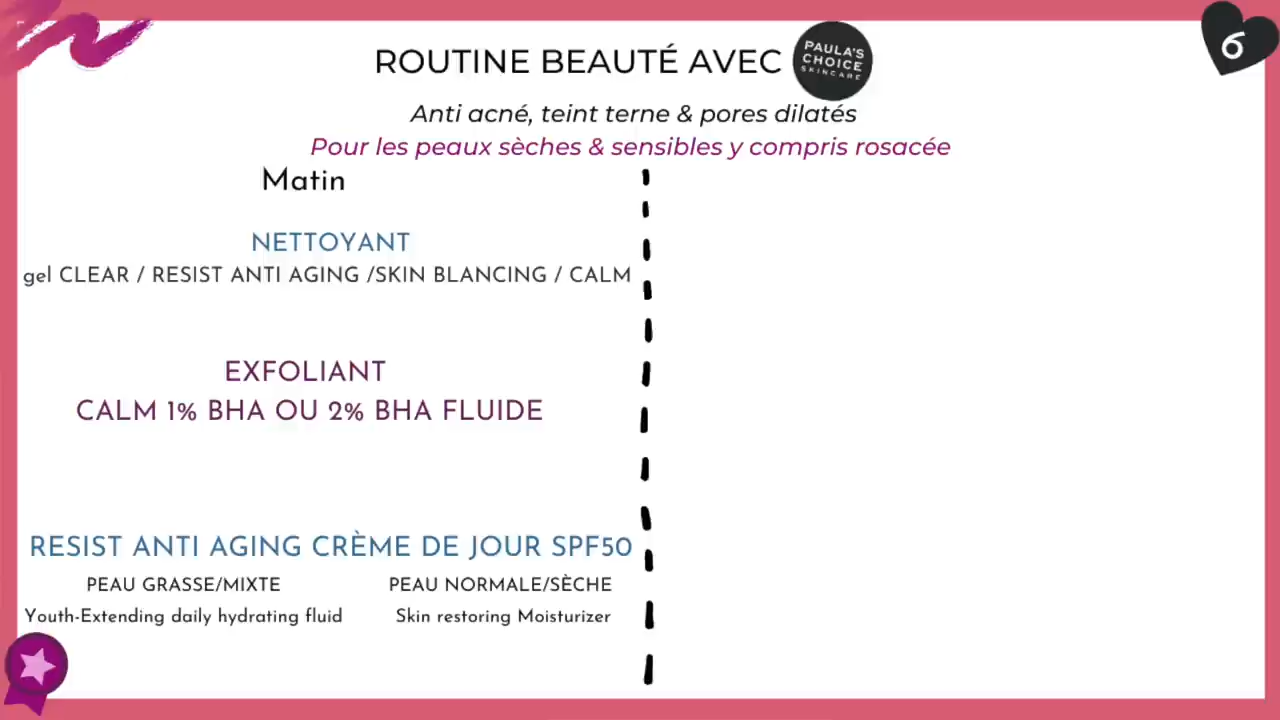 ROUTINE BEAUTÉ AVEC
PAULA'S
CHOICE
SKINCARE
6
Anti acné, teint terne & pores dilatés
Pour les peaux sèches & sensibles y compris rosacée
Matin
NETTOYANT
gel CLEAR / RESIST ANTI AGING /SKIN BLANCING / CALM
EXFOLIANT
CALM 1% BHA OU 2% BHA FLUIDE
RESIST ANTI AGING CRÈME DE JOUR SPF50
PEAU GRASSE/MIXTE
Youth-Extending daily hydrating fluid
PEAU NORMALE/SÈCHE
Skin restoring Moisturizer